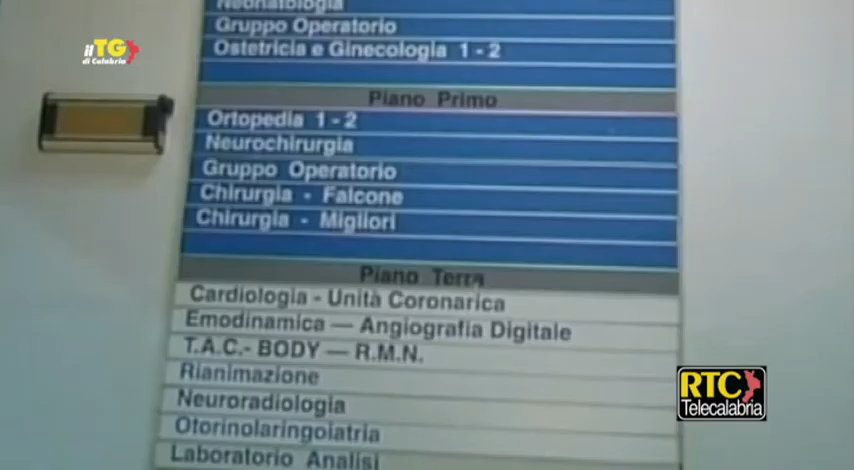 Neonatologia
Gruppo Operatorio
Ostetricia e Ginecologia 1 - 2
Piano Primo
Ortopedia 1 - 2
Neurochirurgia
Gruppo Operatorio
Chirurgia - Falcone
Chirurgia - Migliori
Piano Terra
Cardiologia - Unità Coronarica
Emodinamica — Angiografia Digitale
T.A.C.- BODY — R.M.N.
Rianimazione
Neuroradiologia
Otorinolaringoiatria
Laboratorio Analisi
il TG
di Calabria
RTC
Telecalabria